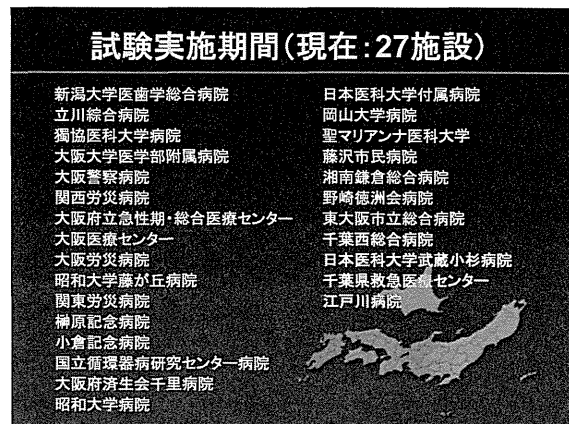 試験実施期間(現在:27施設)
新潟大学医歯学総合病院
立川綜合病院
獨協医科大学病院
大阪大学医学部附属病院
大阪警察病院
関西労災病院
大阪府立急性期・総合医療センター
大阪医療センター
大阪労災病院
昭和大学藤が丘病院
関東労災病院
榊原記念病院
小倉記念病院
国立循環器病研究センター病院
大阪府済生会千里病院
昭和大学病院
日本医科大学付属病院
岡山大学病院
聖マリアンナ医科大学
藤沢市民病院
湘南鎌倉総合病院
野崎徳洲会病院
東大阪市立総合病院
千葉西総合病院
日本医科大学武蔵小杉病院
千葉県救急医療センター
江戸川病院